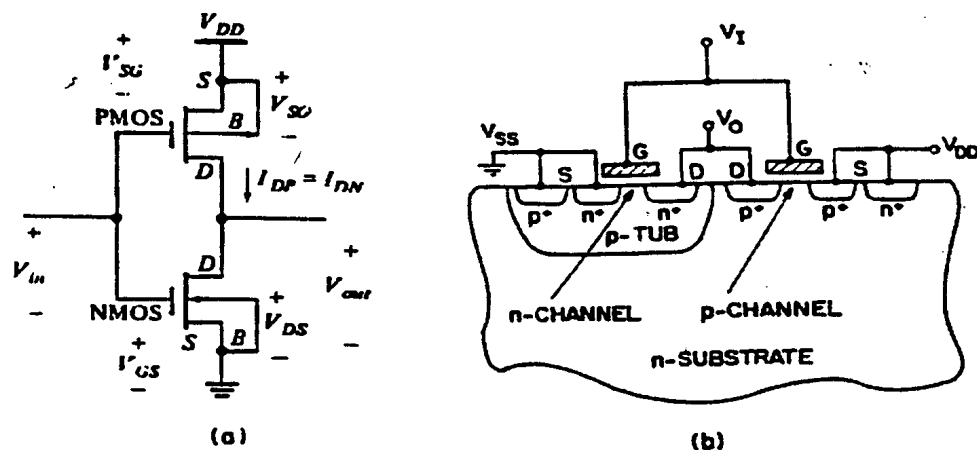 V_DD
+
V_SG
−
PMOS
S
B
D
+
V_SG
−
I_DP = I_DN
+
V_in
−
NMOS
D
S
B
+
V_DS
−
+
V_GS
−
+
V_out
−
(a)
V_I
V_SS
V_O
V_DD
G
G
S
D
D
S
p+
n+
n+
p+
p+
n+
p-TUB
n-CHANNEL
p-CHANNEL
n-SUBSTRATE
(b)